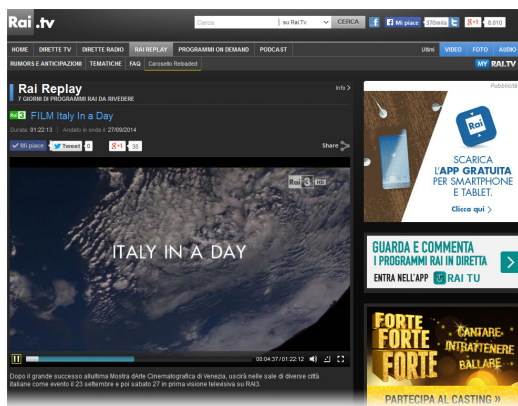 Rai .tv
Cerca
su Rai.Tv
CERCA
Mi piace
370mila
+1
8.010
HOME DIRETTE TV DIRETTE RADIO RAI REPLAY PROGRAMMI ON DEMAND PODCAST
Ultimi VIDEO FOTO AUDIO
RUMORS E ANTICIPAZIONI TEMATICHE FAQ Carosello Reloaded
MY RAI.TV
Rai Replay
Info >
7 GIORNI DI PROGRAMMI RAI DA RIVEDERE
Rai 3 FILM Italy In a Day
Durata 01:22:13 | Andato in onda il 27/09/2014
Mi piace Tweet 0 +1 38
Share
Rai 3 HD
ITALY IN A DAY
00:04:37/01:22:12
Dopo il grande successo allultima Mostra dArte Cinematografica di Venezia, uscirà nelle sale di diverse città
italiane come evento il 23 settembre e poi sabato 27 in prima visione televisiva su RAI3.
Pubblicità
Rai
SCARICA
L'APP GRATUITA
PER SMARTPHONE
E TABLET.
Clicca qui >
GUARDA E COMMENTA
I PROGRAMMI RAI IN DIRETTA
ENTRA NELL'APP RAI TU
FORTE
FORTE
FORTE
CANTARE
INTRATTENERE
BALLARE
PARTECIPA AL CASTING »